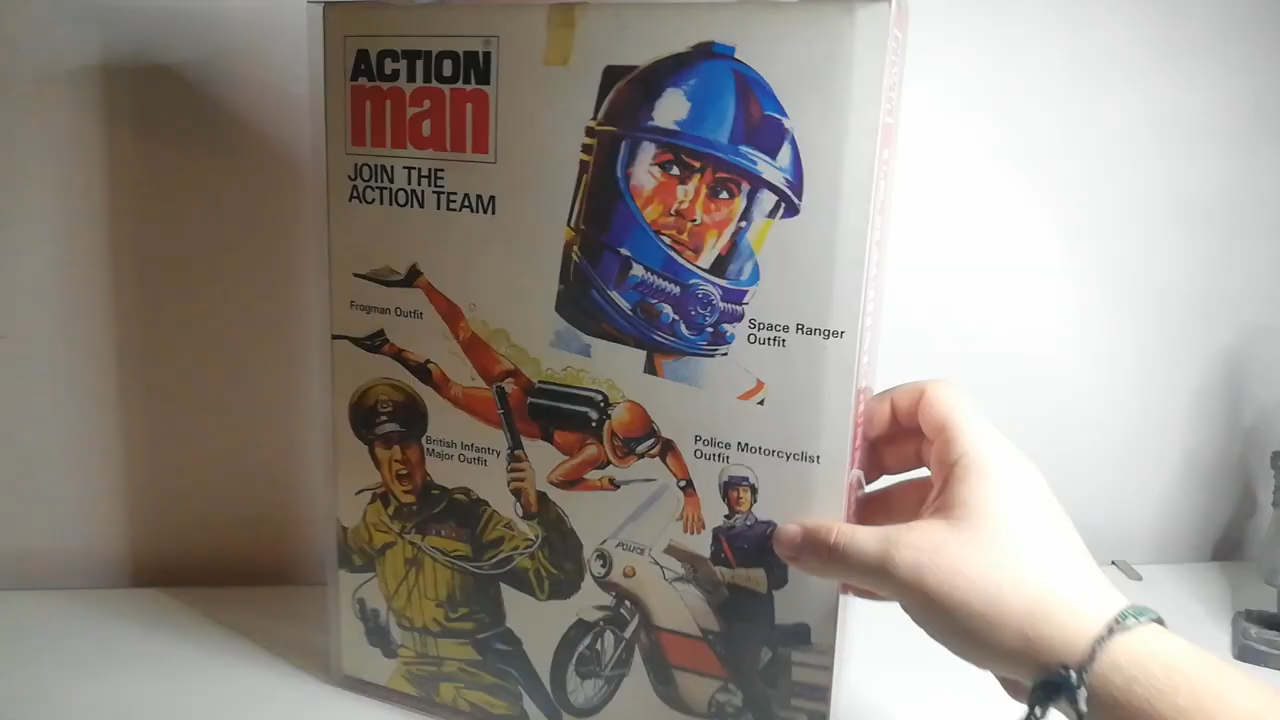 ACTION
man
JOIN THE
ACTION TEAM
Frogman Outfit
Space Ranger
Outfit
British Infantry
Major Outfit
Police Motorcyclist
Outfit
POLICE